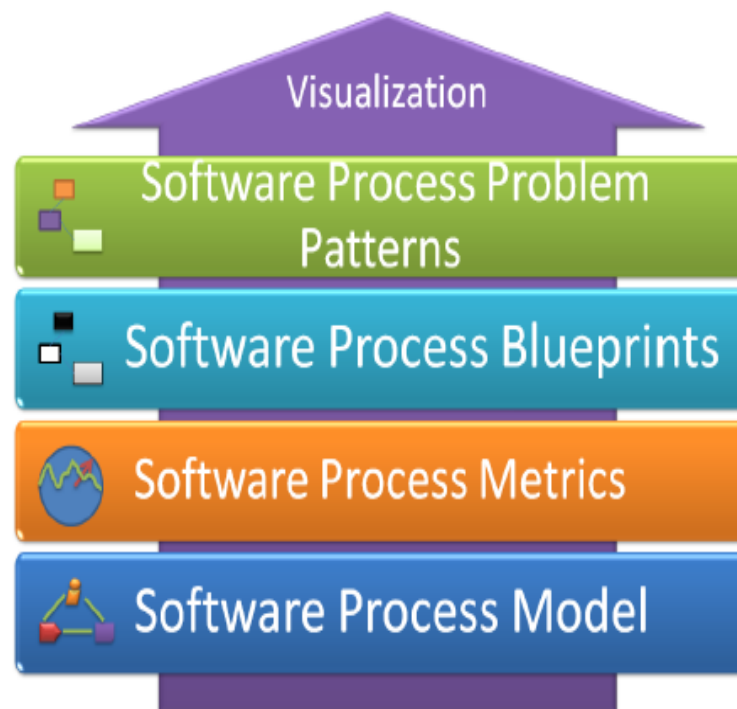 Visualization
Software Process Problem
Patterns
Software Process Blueprints
Software Process Metrics
Software Process Model